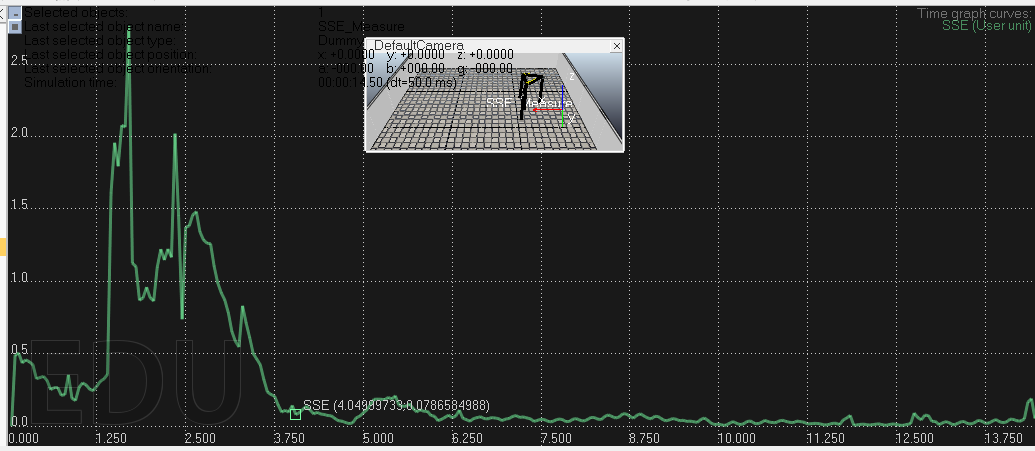 Selected objects: 1
Last selected object name: SSE_Measure
Last selected object type: Dummy
Last selected object position: x: +0.0000 y: +0.0000 z: +0.0000
Last selected object orientation: a: 000.00 b: +000.00 g: -000.00
Simulation time: 00:00:14.50 (dt=50.0 ms)
Time graph curves:
SSE (User unit)
DefaultCamera
z
SSE_Measure
2.5
2.0
1.5
1.0
0.5
0.0
EDU
SSE (4.04999733 0.0786584988)
0.000 1.250 2.500 3.750 5.000 6.250 7.500 8.750 10.000 11.250 12.500 13.750